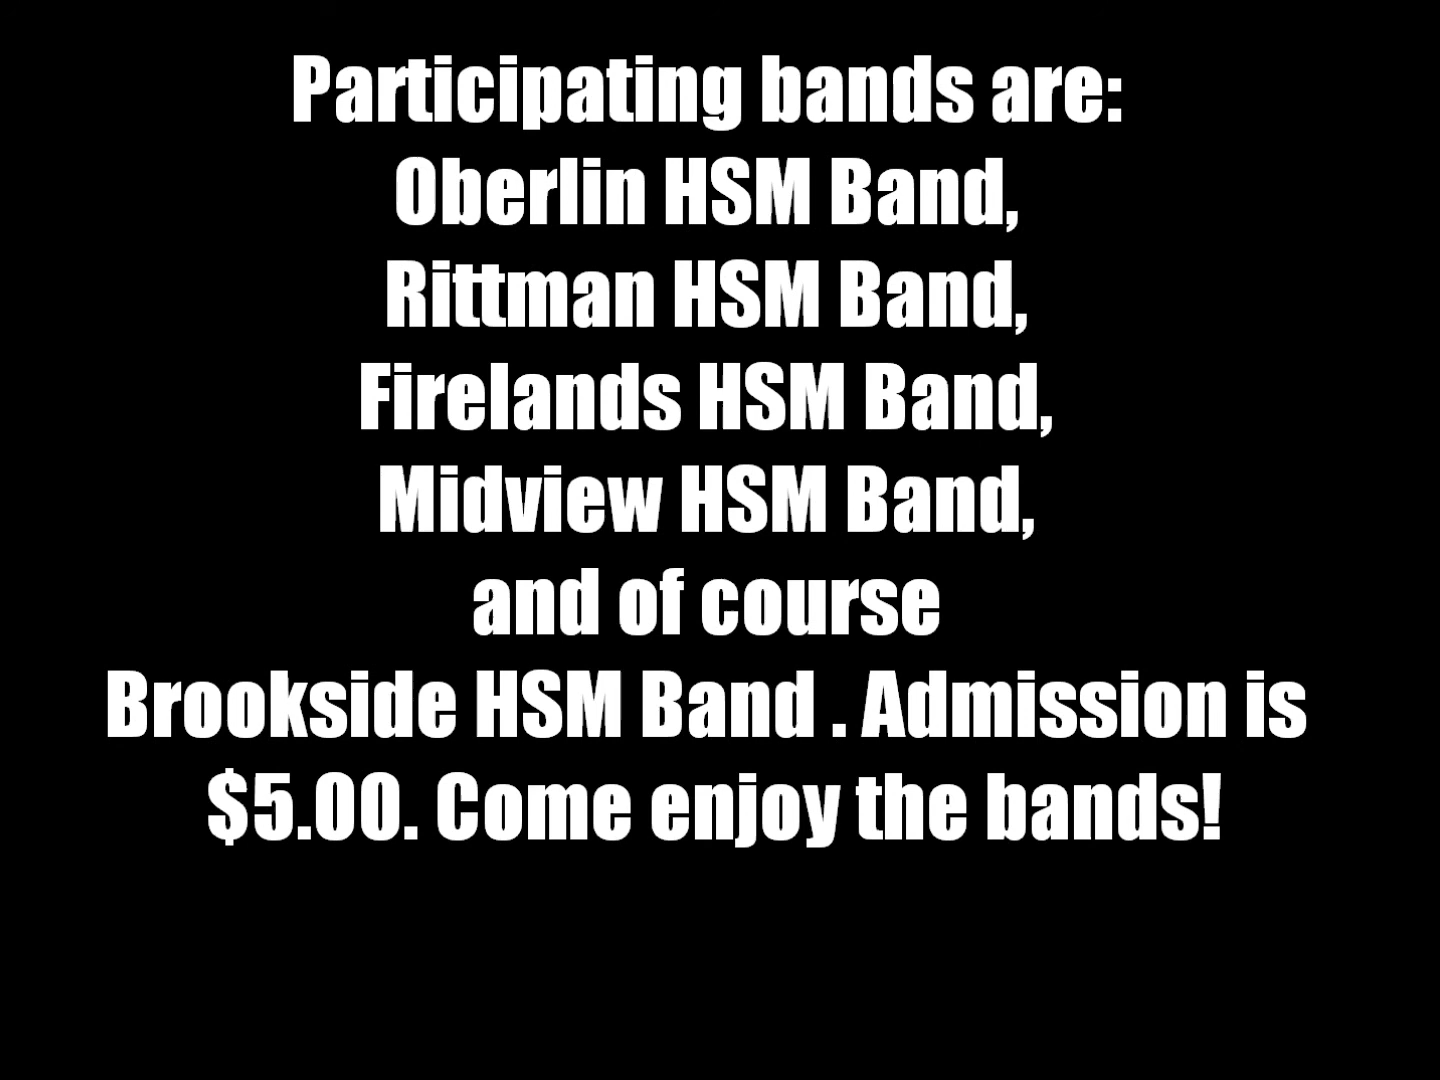 Participating bands are:
Oberlin HSM Band,
Rittman HSM Band,
Firelands HSM Band,
Midview HSM Band,
and of course
Brookside HSM Band . Admission is
$5.00. Come enjoy the bands!